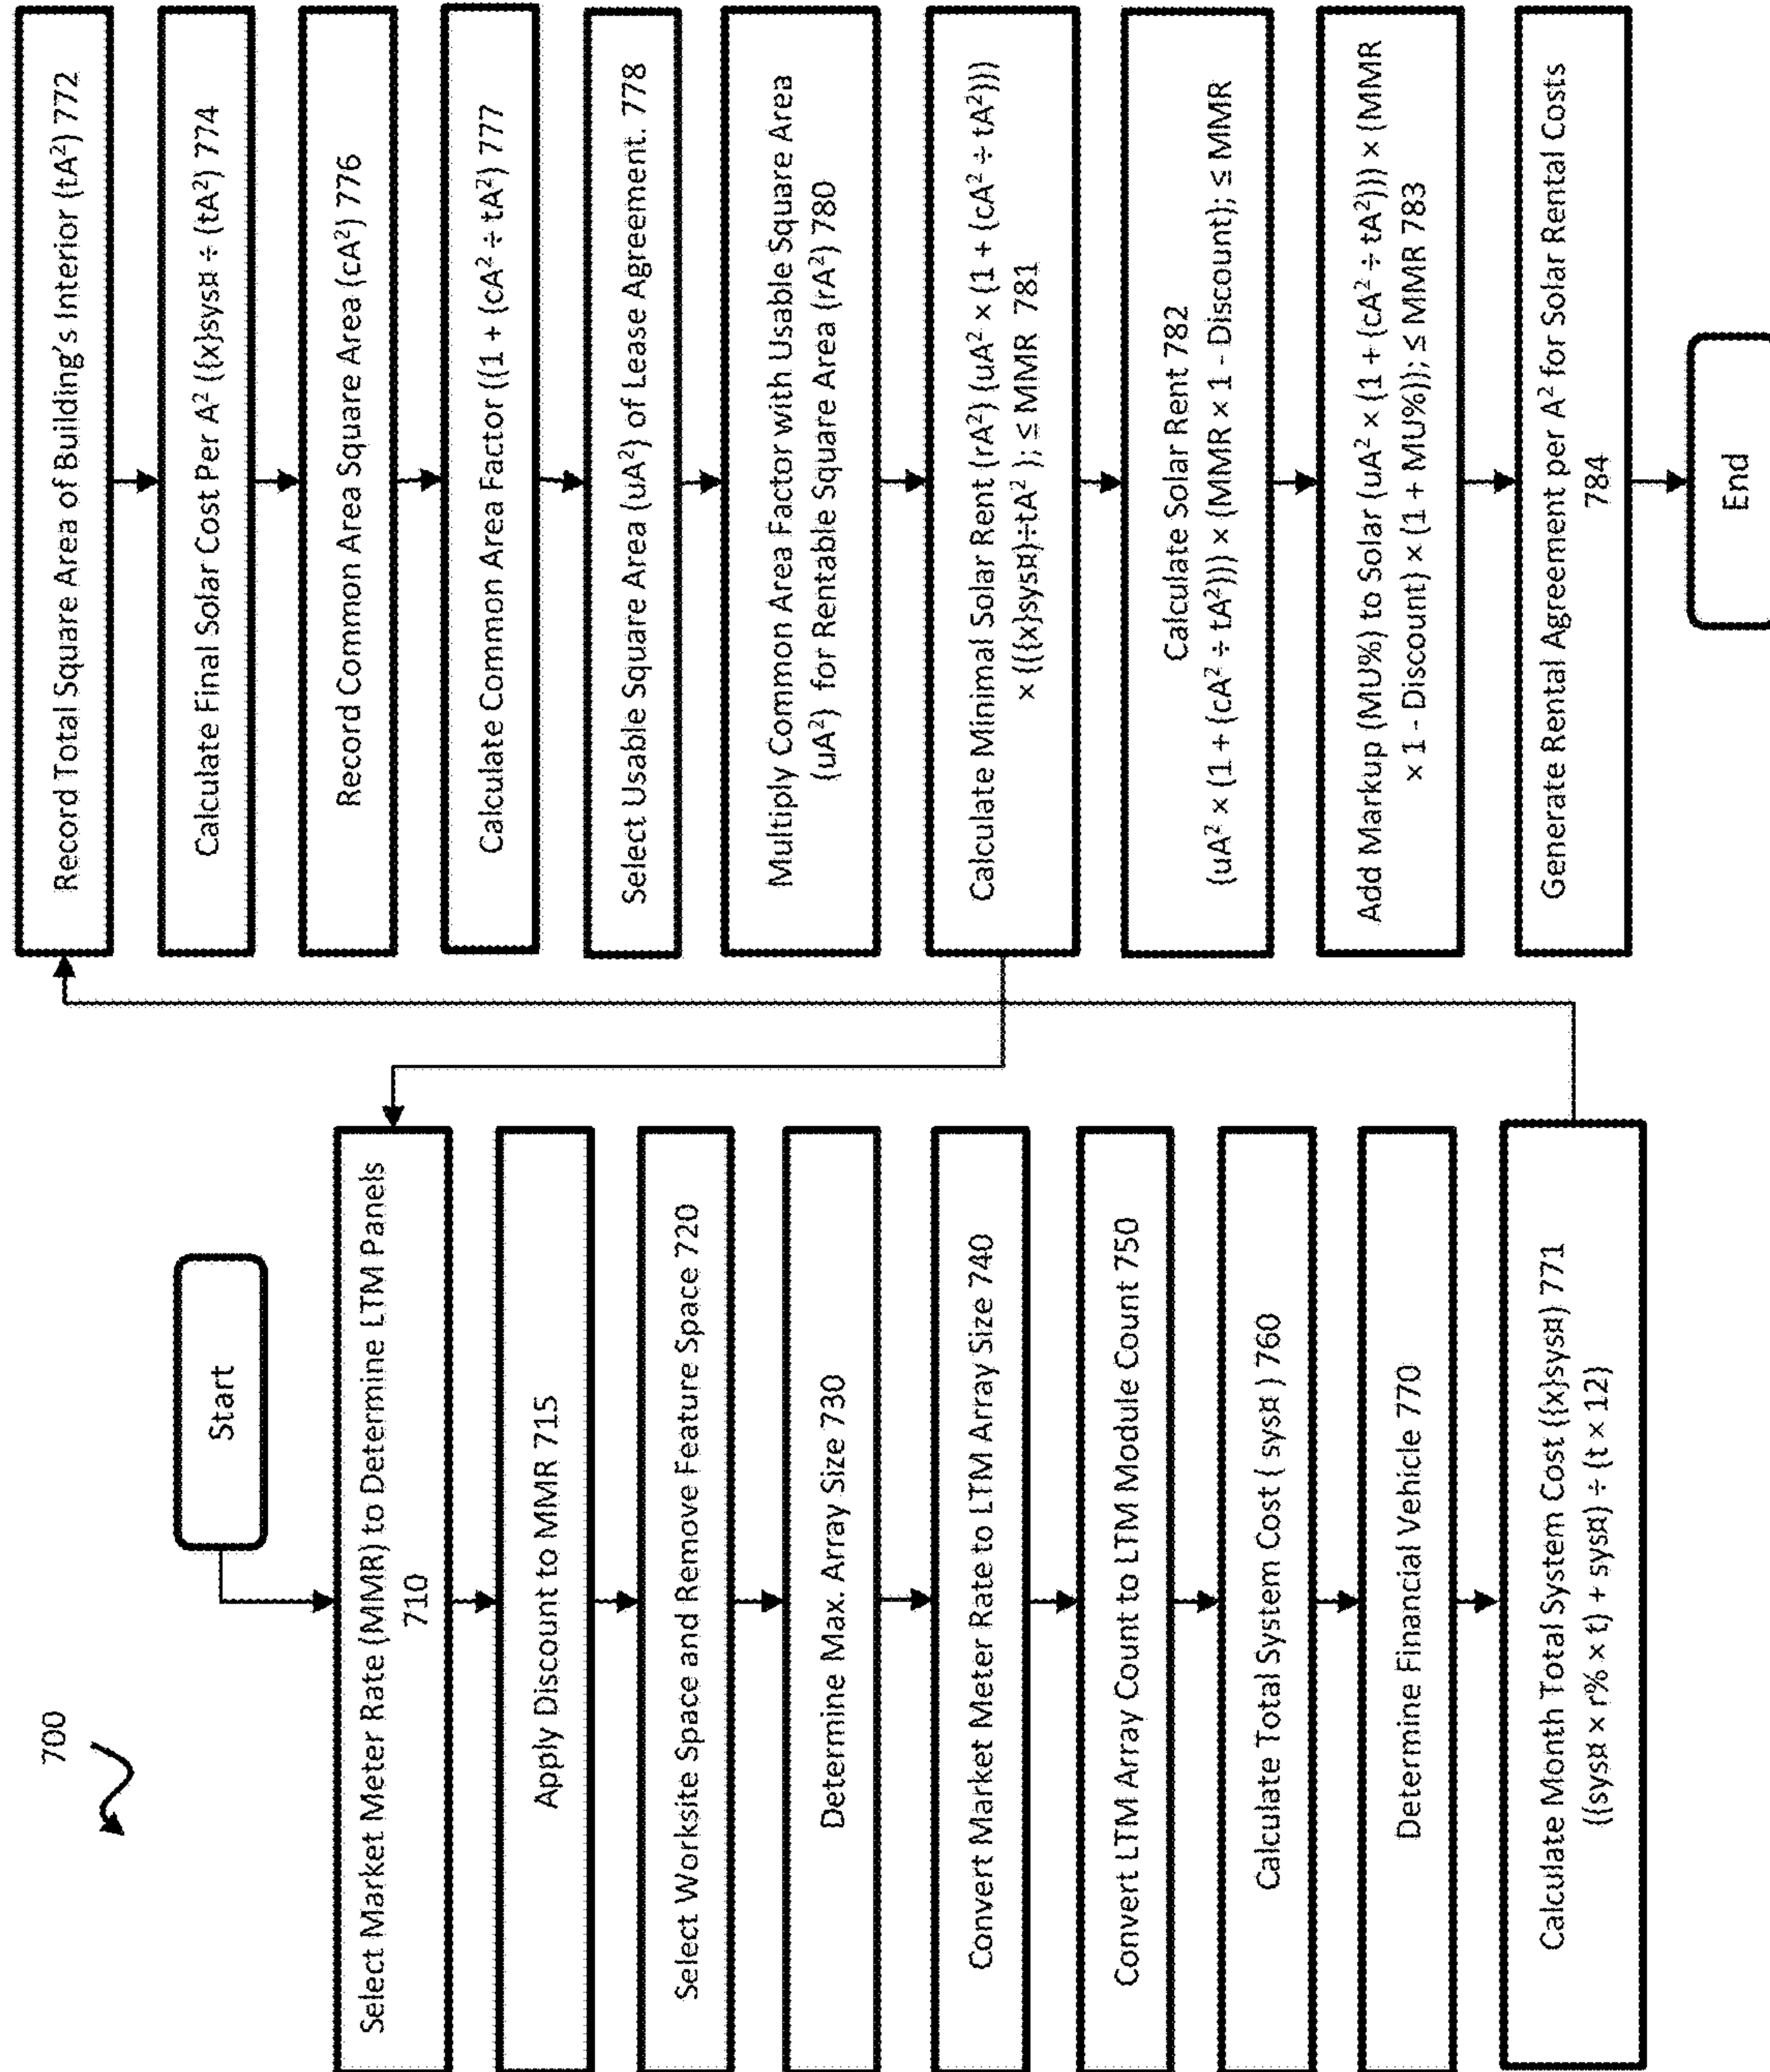 700
Start
Select Market Meter Rate (MMR) to Determine LTM Panels
710
Apply Discount to MMR 715
Select Worksite Space and Remove Feature Space 720
Determine Max. Array Size 730
Convert Market Meter Rate to LTM Array Size 740
Convert LTM Array Count to LTM Module Count 750
Calculate Total System Cost ( sys¤ ) 760
Determine Financial Vehicle 770
Calculate Month Total System Cost ((x)sys¤) 771
((sys¤ × r% × t) + sys¤) ÷ (t × 12)
Record Total Square Area of Building's Interior (tA²) 772
Calculate Final Solar Cost Per A² ((x)sys¤ ÷ (tA²) 774
Record Common Area Square Area (cA²) 776
Calculate Common Area Factor ((1 + (cA² ÷ tA²) 777
Select Usable Square Area (uA²) of Lease Agreement. 778
Multiply Common Area Factor with Usable Square Area
(uA²) for Rentable Square Area (rA²) 780
Calculate Minimal Solar Rent (rA²) (uA² × (1 + (cA² ÷ tA²)))
× (((x)sys¤)÷tA² ); ≤ MMR 781
Calculate Solar Rent 782
(uA² × (1 + (cA² ÷ tA²))) × (MMR × 1 - Discount); ≤ MMR
Add Markup (MU%) to Solar (uA² × (1 + (cA² ÷ tA²))) × (MMR
× 1 - Discount) × (1 + MU%)); ≤ MMR 783
Generate Rental Agreement per A² for Solar Rental Costs
784
End